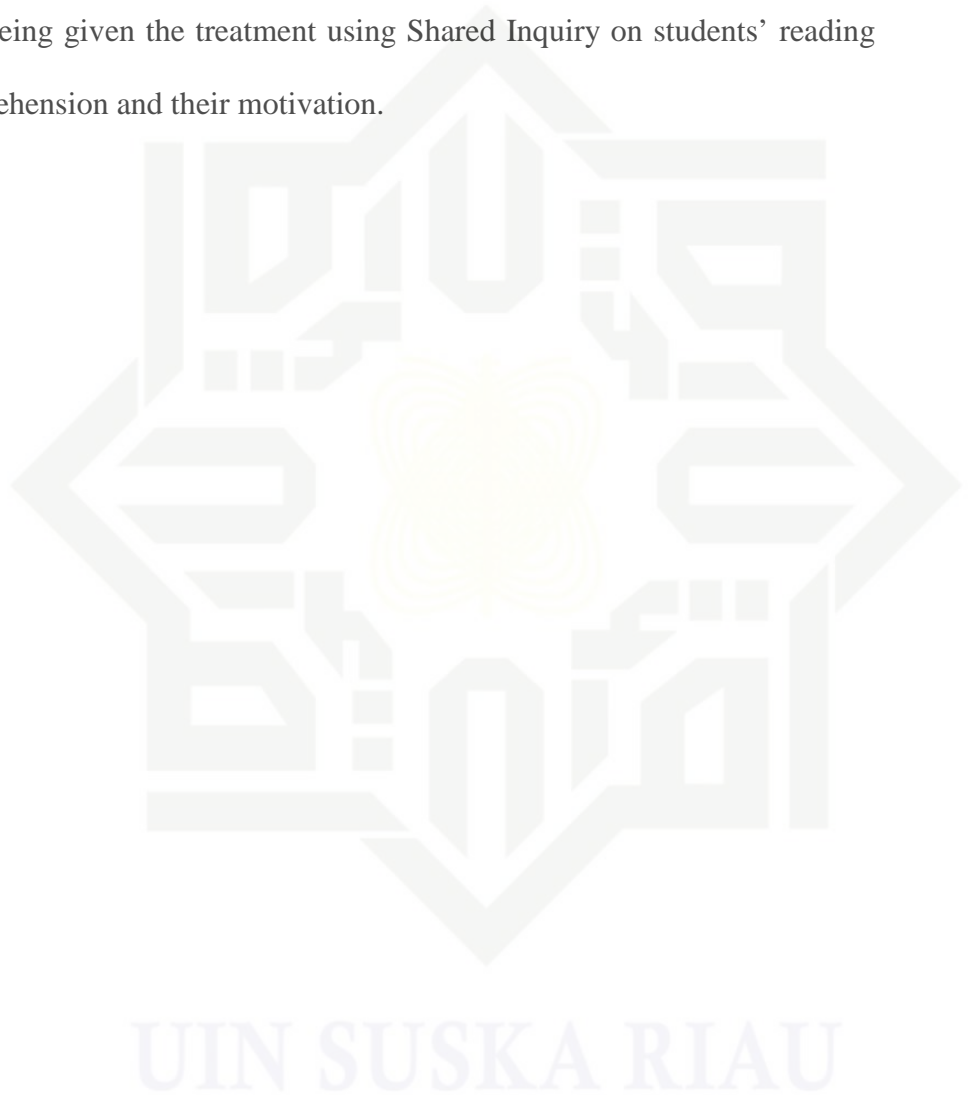 eing given the treatment using Shared Inquiry on students’ reading
ehension and their motivation.
UIN SUSKA RIAU